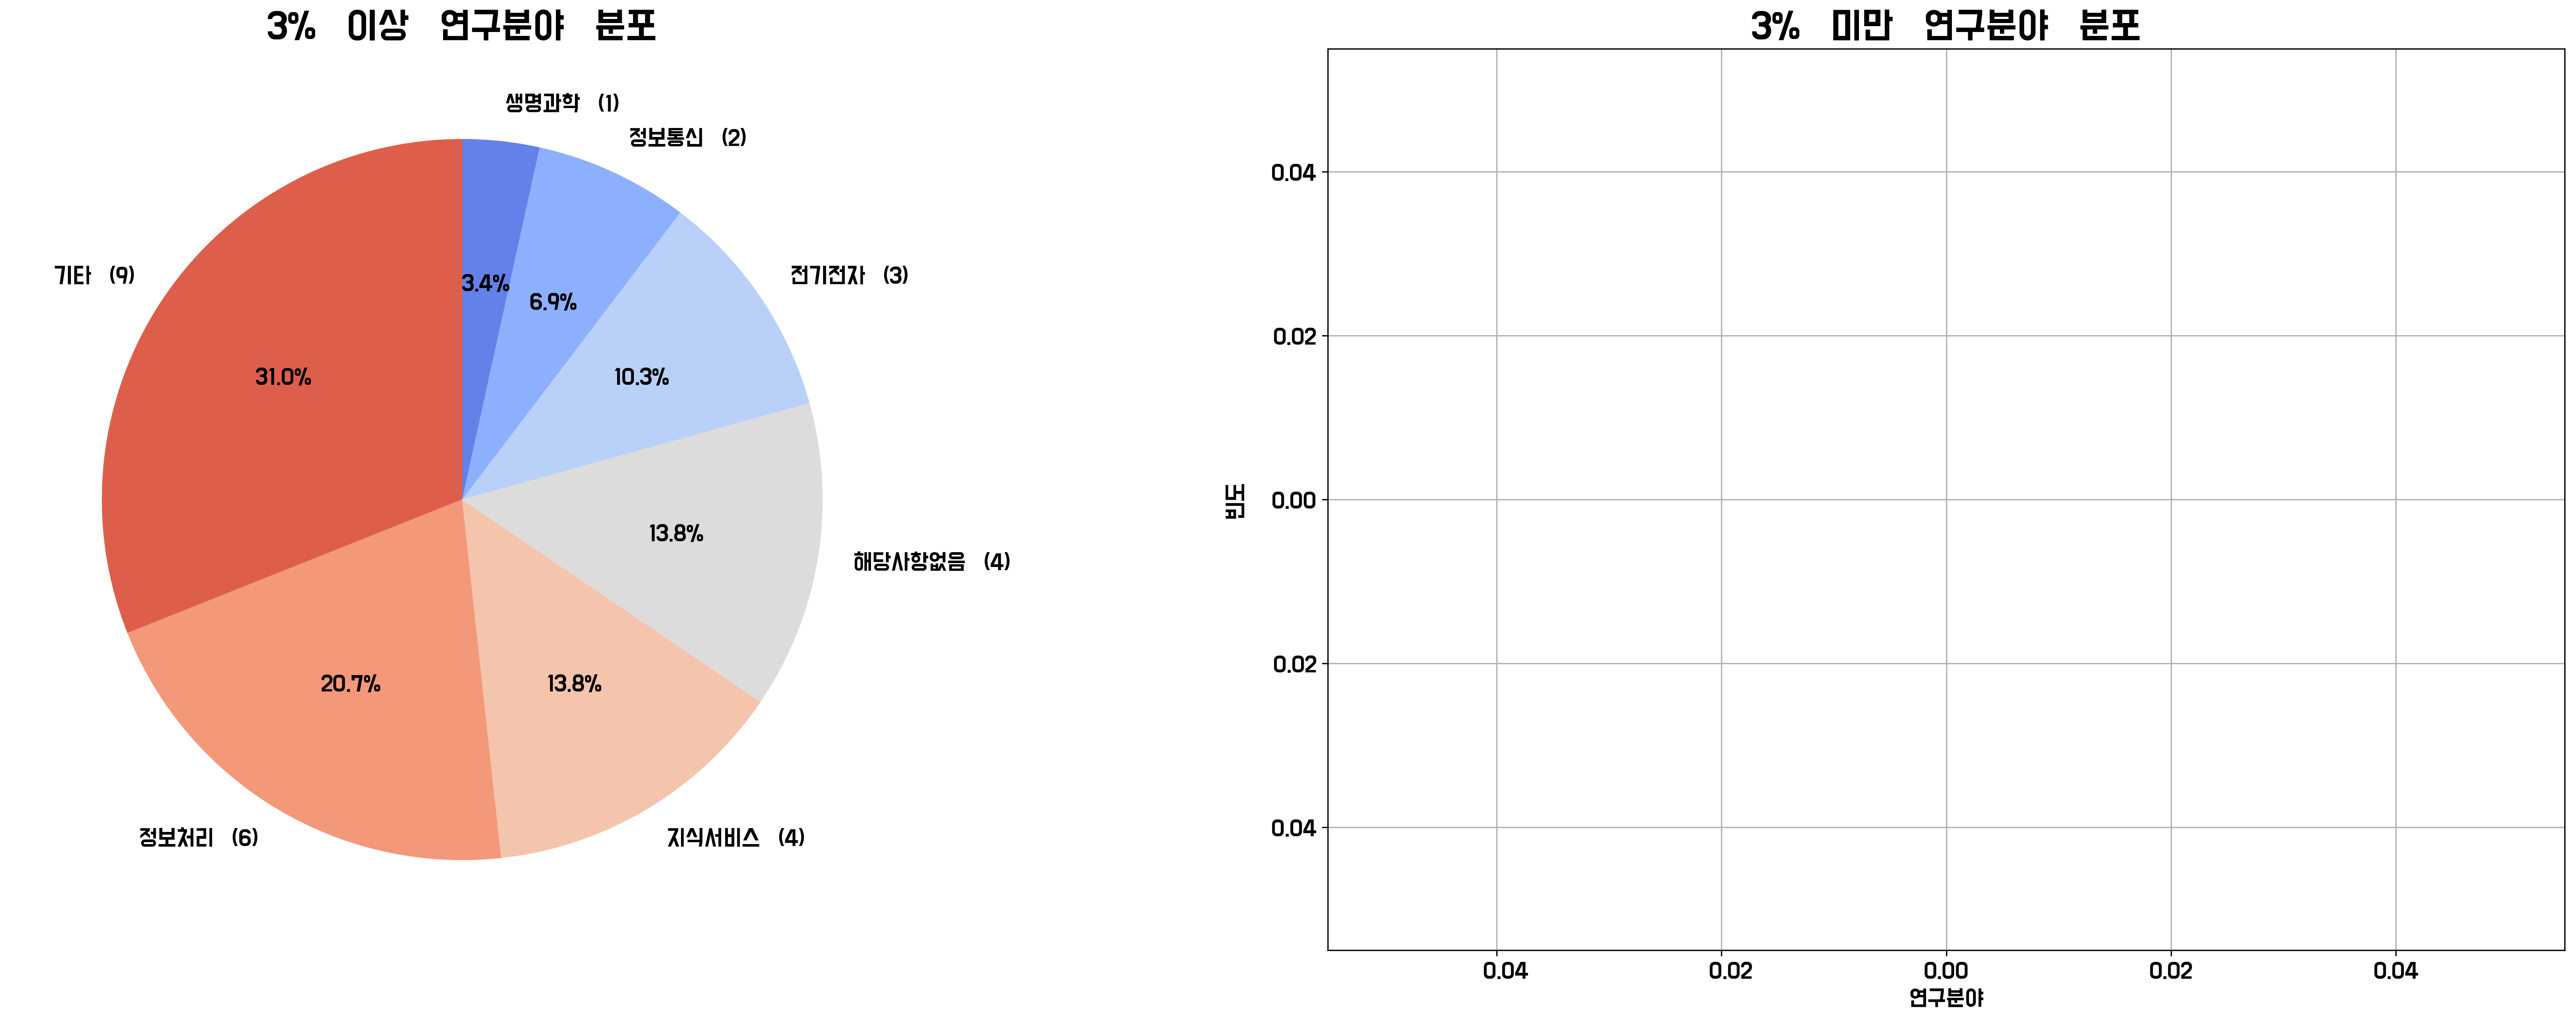 3% 이상 연구분야 분포
생명과학 (1)
정보통신 (2)
전기전자 (3)
기타 (9)
해당사항없음 (4)
정보처리 (6)
지식서비스 (4)
3.4%
6.9%
10.3%
31.0%
13.8%
20.7%
13.8%
3% 미만 연구분야 분포
빈도
0.04
0.02
0.00
0.02
0.04
0.04
0.02
0.00
0.02
0.04
연구분야